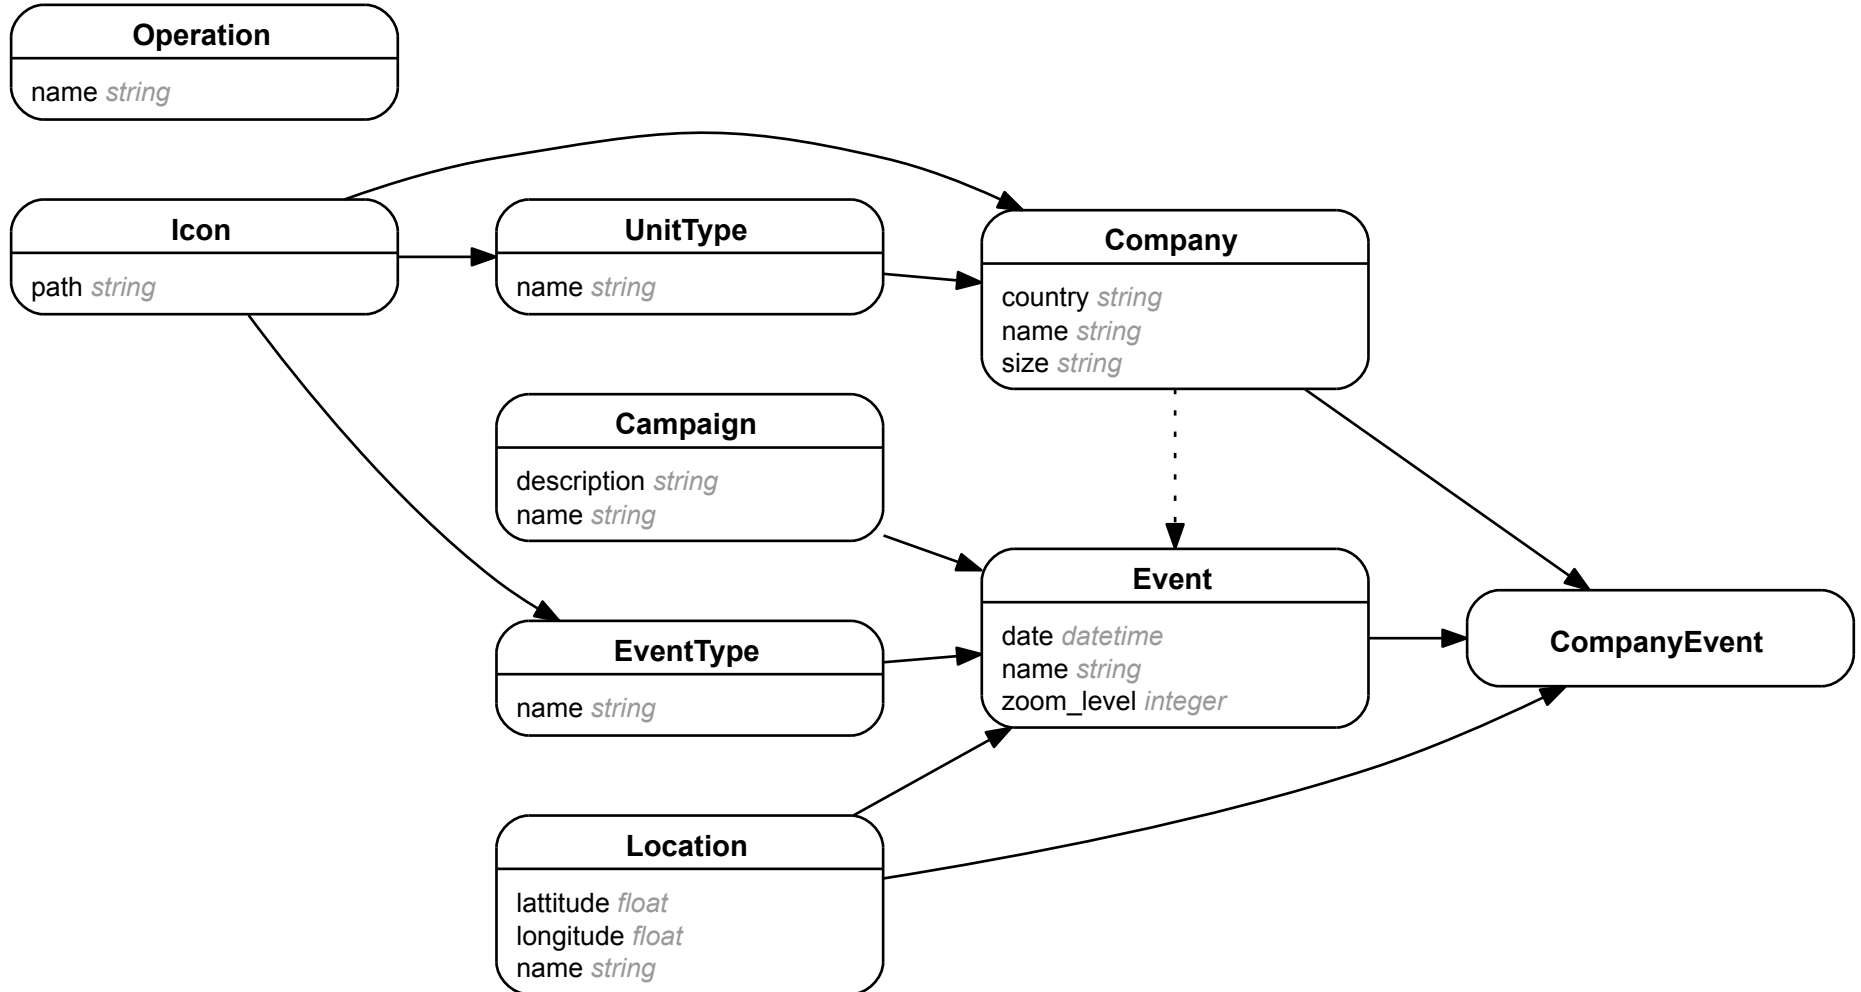 Operation
name string
Icon
path string
UnitType
name string
Company
country string
name string
size string
Campaign
description string
name string
EventType
name string
Event
date datetime
name string
zoom_level integer
CompanyEvent
Location
lattitude float
longitude float
name string